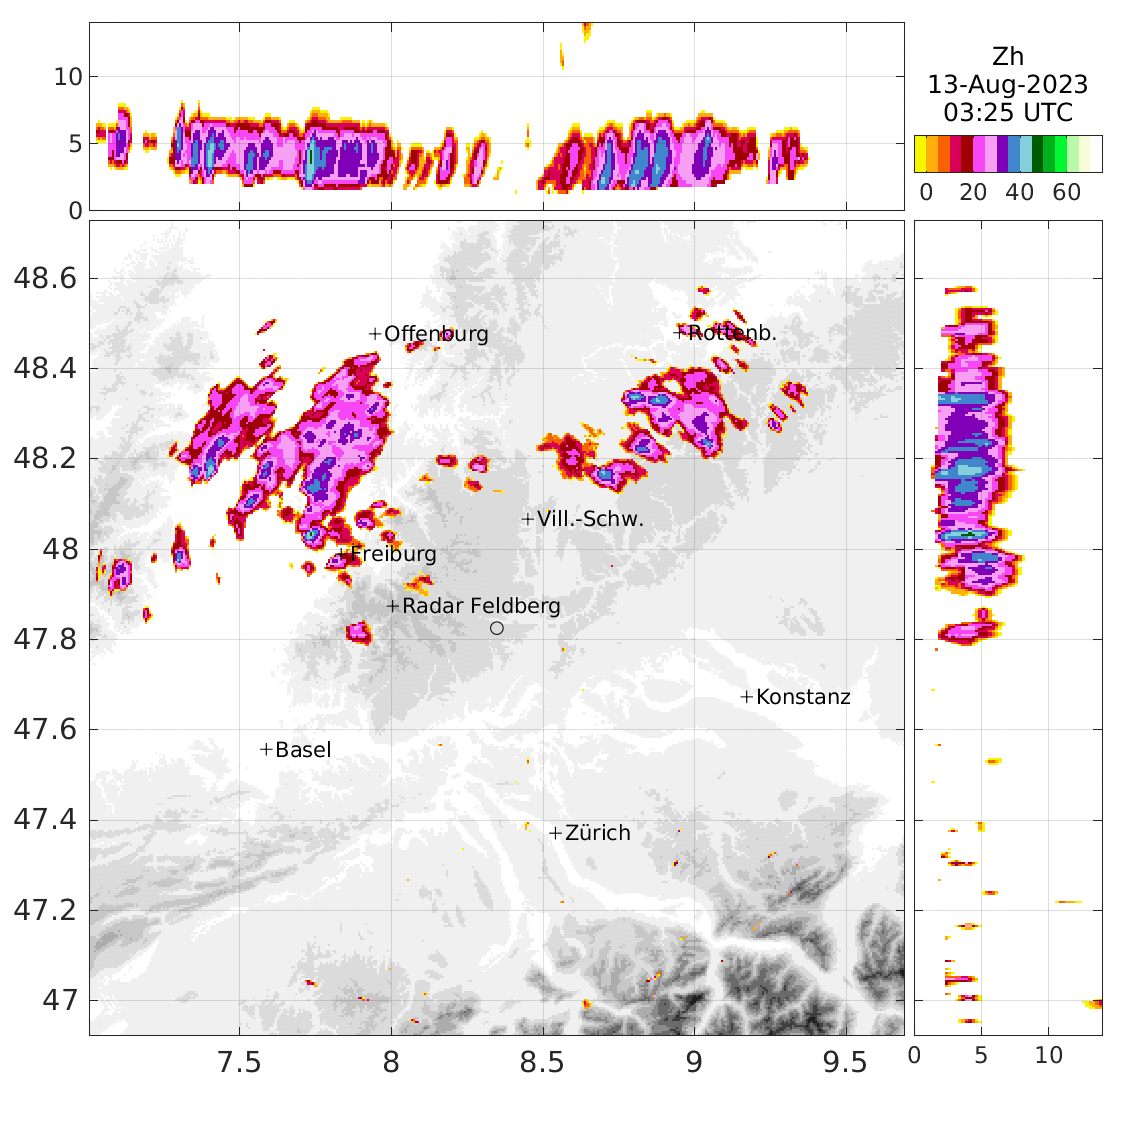 Zh
13-Aug-2023
03:25 UTC
0 20 40 60
10
5
0
48.6
48.4
48.2
48
47.8
47.6
47.4
47.2
47
Offenburg
Rottenb.
Vill.-Schw.
Freiburg
Radar Feldberg
Konstanz
Basel
Zürich
7.5 8 8.5 9 9.5
0 5 10